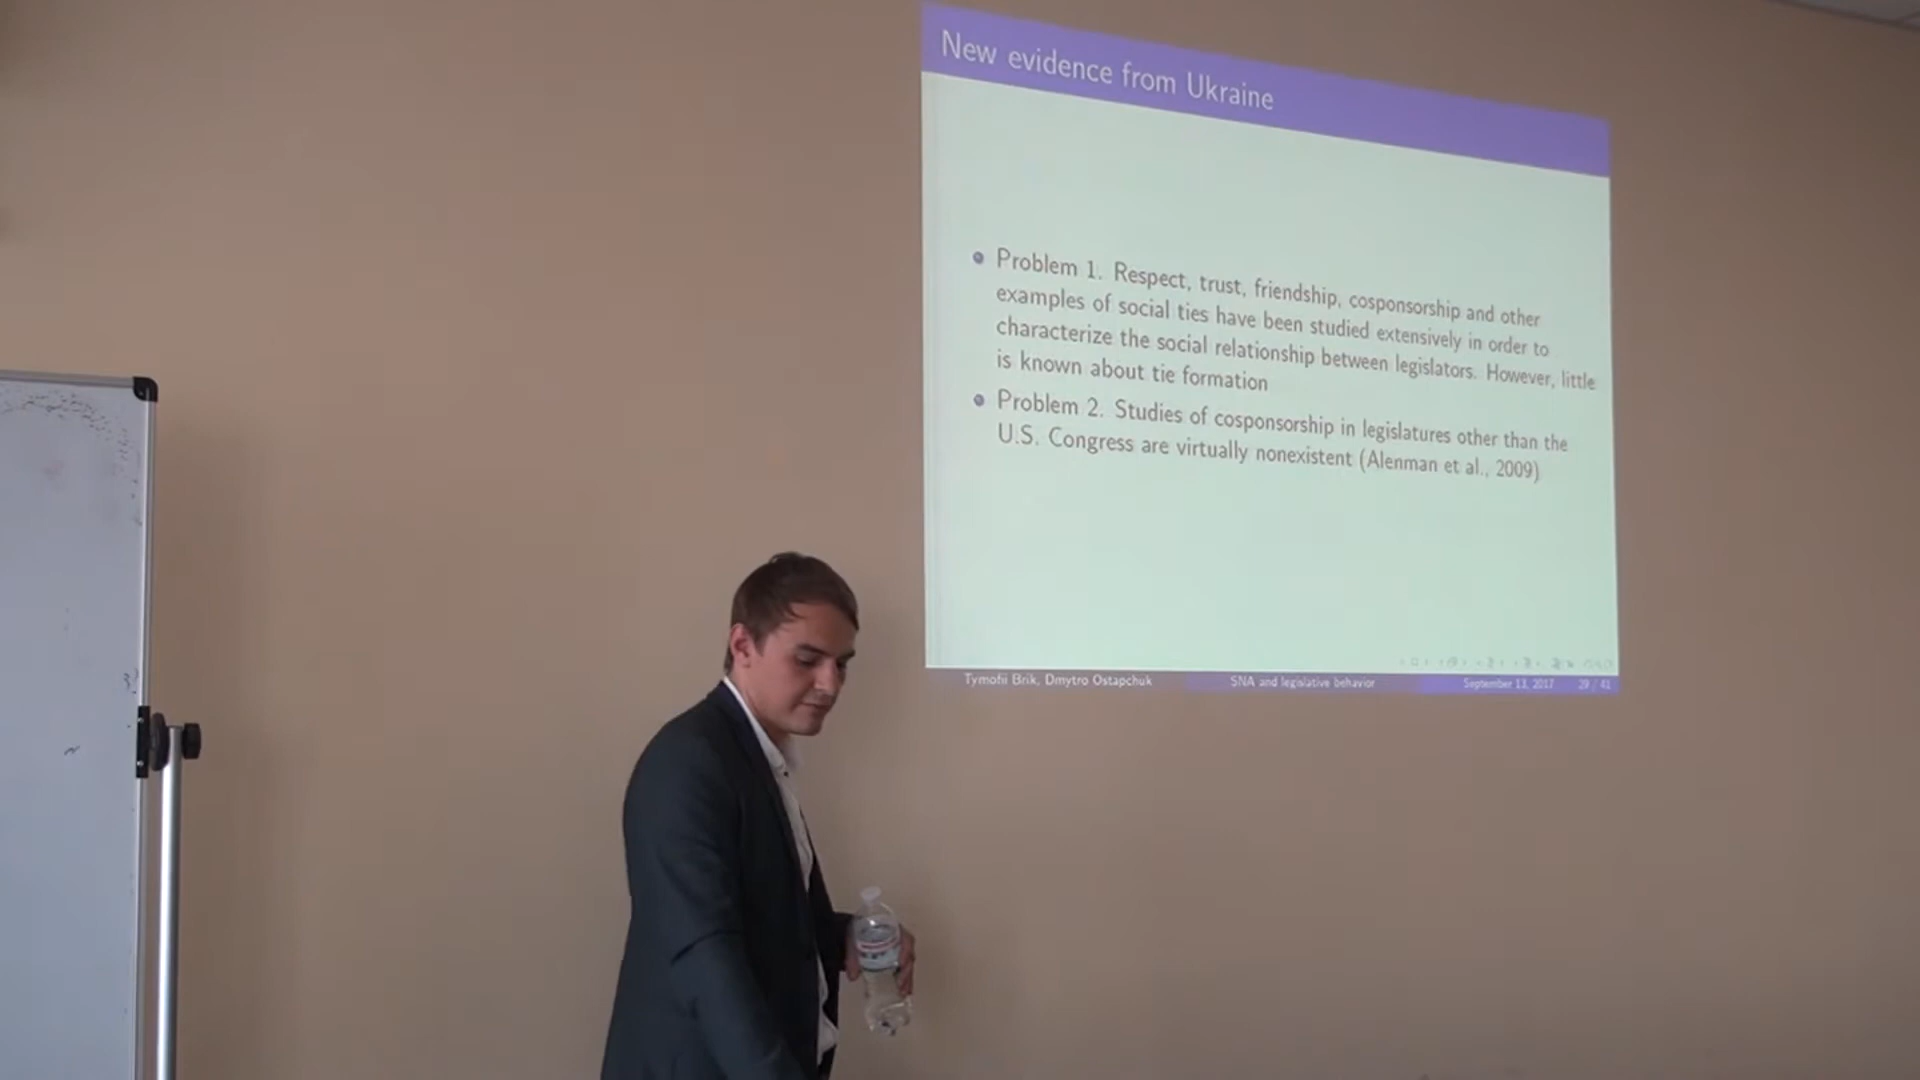 New evidence from Ukraine
Problem 1. Respect, trust, friendship, cosponsorship and other
examples of social ties have been studied extensively in order to
characterize the social relationship between legislators. However, little
is known about tie formation
Problem 2. Studies of cosponsorship in legislatures other than the
U.S. Congress are virtually nonexistent (Alenman et al., 2009)
Tymofii Brik, Dmytro Ostapchuk
SNA and legislative behavior
September 13, 2017
29 / 41